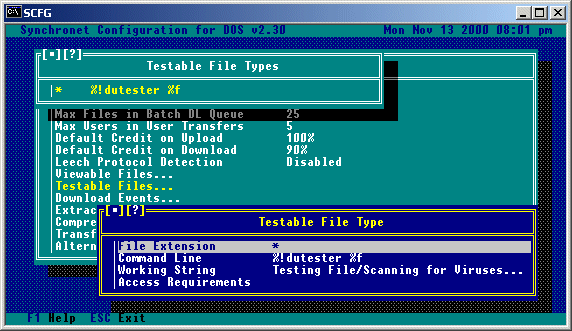 SCFG
Synchronet Configuration for DOS v2.30 Mon Nov 13 2000 08:01 pm
[■][?]
Testable File Types
* %!dutester %f
Max Files in Batch DL Queue 25
Max Users in User Transfers 5
Default Credit on Upload 100%
Default Credit on Download 90%
Leech Protocol Detection Disabled
Viewable Files...
Testable Files...
Download Events...
Extrac
Compre
Transf
Altern
[■][?]
Testable File Type
File Extension *
Command Line %!dutester %f
Working String Testing File/Scanning for Viruses...
Access Requirements
F1 Help ESC Exit